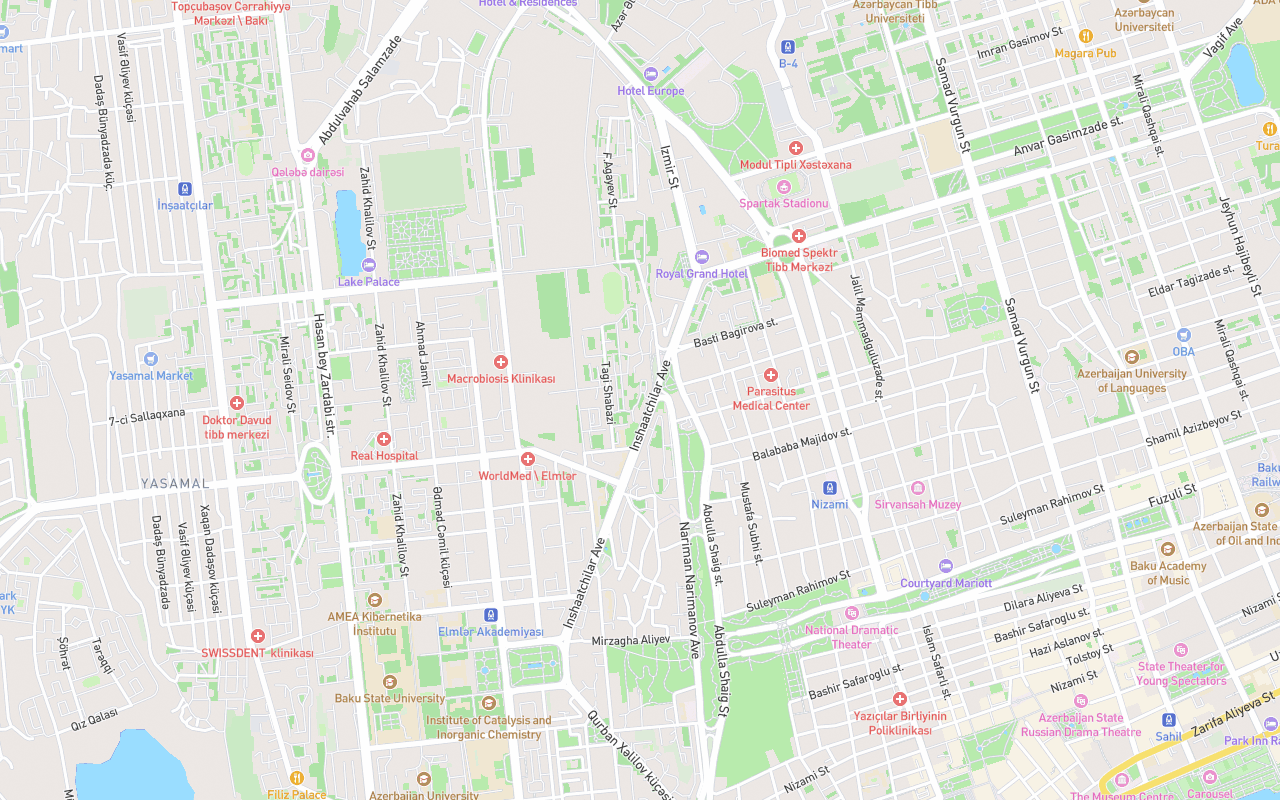 Topçubaşov Cərrahiyyə
Mərkəzi \ Bakı
Hotel & Residences
Azərbaycan Tibb
Universiteti
Azərbaycan
Universiteti
Vagif Ave
Imran Gasimov St
Magara Pub
B-4
Hotel Europe
Abdulvahab Salamzade
Vasif Əliyev küçəsi
Dadaş Bünyadzadə küç.
Samad Vurgun St
Mirali Qashqai st.
Anvar Gasimzade st.
Izmir St
F.Agayev St
Modul Tipli Xəstəxana
Qələbə dairəsi
Zahid Khalilov St
İnşaatçılar
Spartak Stadionu
Jeyhun Hajibeyli St
Biomed Spektr
Tibb Mərkəzi
Royal Grand Hotel
Lake Palace
Eldar Tagizade st.
Jalil Mammadguluzade st.
Samad Vurgun St
Hasan bey Zardabi str.
Mirali Seidov St
Zahid Khalilov St
Ahmad Jamil
Basti Bagirova st.
Mirali Qashqai st.
OBA
Azerbaijan University
of Languages
Yasamal Market
Macrobiosis Klinikası
Tagi Shabazi
Inshaatchilar Ave
Parasitus
Medical Center
7-ci Sallaqxana
Doktor Davud
tibb merkezi
Real Hospital
Balababa Majidov st.
Shamil Azizbeyov St
WorldMed \ Elmlər
YASAMAL
Nizami
Sirvansah Muzey
Suleyman Rahimov St
Fuzuli St
Azerbaijan State
Zahid Khalilov St
Ədməd Cəmil küçəsi
Xaqan Dadaşov küçəsi
Vasif Əliyev küçəsi
Dadaş Bünyadzadə
Mustafa Subhi st.
Abdulla Shaig st.
Nariman Narimanov Ave
Inshaatchilar Ave
Baku Academy
of Music
Courtyard Mariott
Suleyman Rahimov St
Dilara Aliyeva St
AMEA Kibernetika
İnstitutu
Elmlər Akademiyası
National Dramatic
Theater
Bashir Safaroglu st.
Mirzagha Aliyev
Hazi Aslanov st.
Tolstoy St
SWISSDENT klinikası
Şöhrət
Tərəqqi
Islam Safarli st.
Abdulla Shaig St
State Theater for
Young Spectators
Bashir Safaroglu st.
Nizami St
Baku State University
Qız Qalası
Institute of Catalysis and
Inorganic Chemistry
Qurban Xəlilov küçəsi
Yazıçılar Birliyinin
Poliklinikası
Azerbaijan State
Russian Drama Theatre
Sahil
Zarifa Aliyeva St
Nizami St
Filiz Palace
Azerbaijan University
The Museum Centre
Carousel